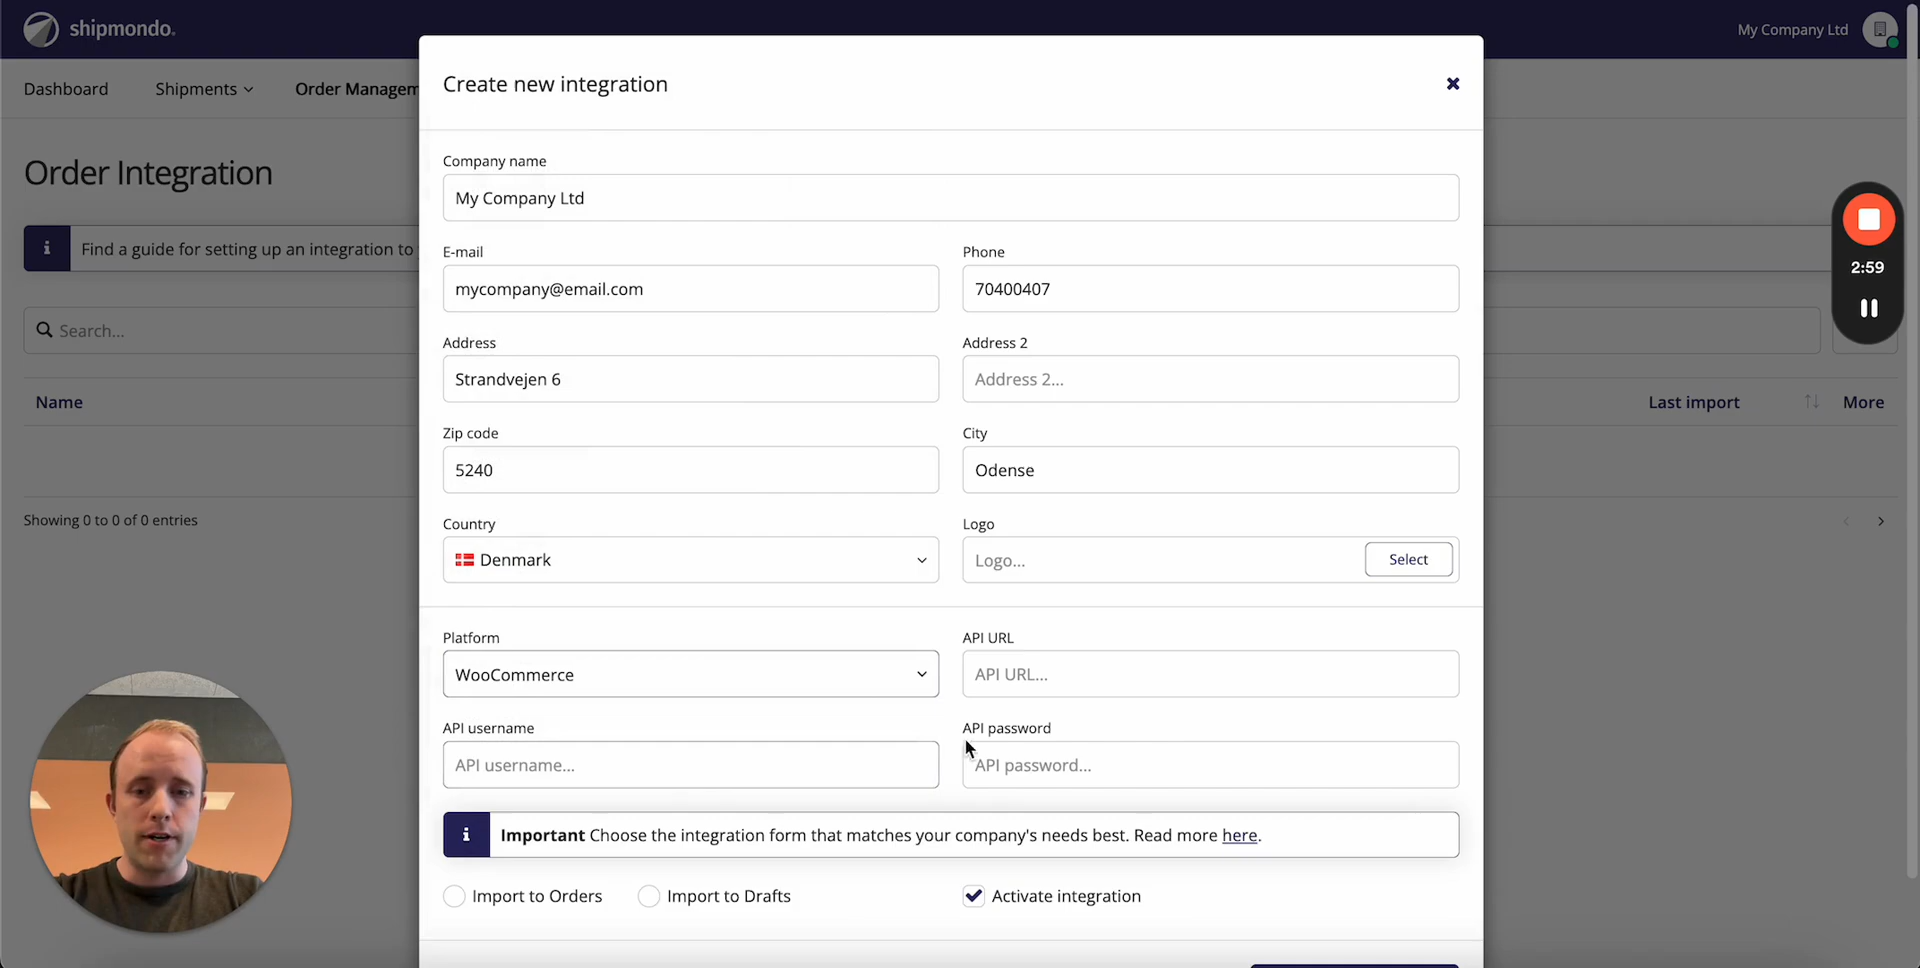 shipmondo.
My Company Ltd
Dashboard
Shipments
Order Managem
Create new integration
Order Integration
Find a guide for setting up an integration to
Search...
Name
Last import
More
Showing 0 to 0 of 0 entries
Company name
My Company Ltd
E-mail
Phone
mycompany@email.com
70400407
Address
Address 2
Strandvejen 6
Address 2...
Zip code
City
5240
Odense
Country
Logo
Denmark
Logo...
Select
Platform
API URL
WooCommerce
API URL...
API username
API password
API username...
API password...
Important Choose the integration form that matches your company's needs best. Read more here.
Import to Orders
Import to Drafts
Activate integration
2:59